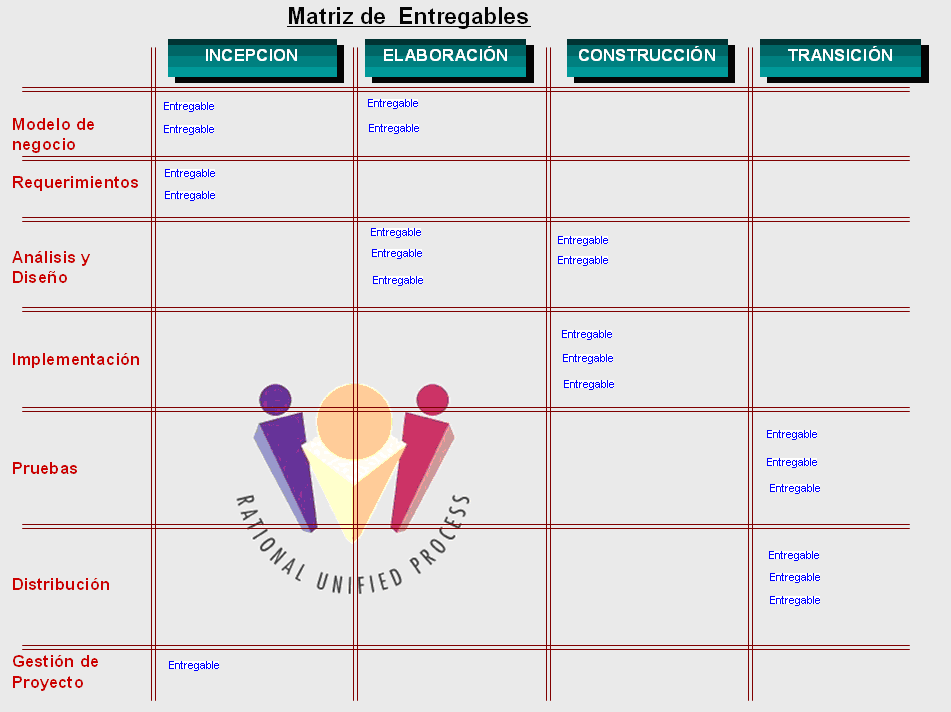 Matriz de  Entregables
INCEPCION ELABORACIÓN CONSTRUCCIÓN TRANSICIÓN
Modelo de
negocio
Entregable Entregable
Entregable Entregable
Requerimientos
Entregable
Entregable
Análisis y
Diseño
Entregable Entregable
Entregable Entregable
Entregable
Implementación
Entregable
Entregable
Entregable
Pruebas
Entregable
Entregable
Entregable
RATIONAL UNIFIED PROCESS
Distribución
Entregable
Entregable
Entregable
Gestión de
Proyecto
Entregable